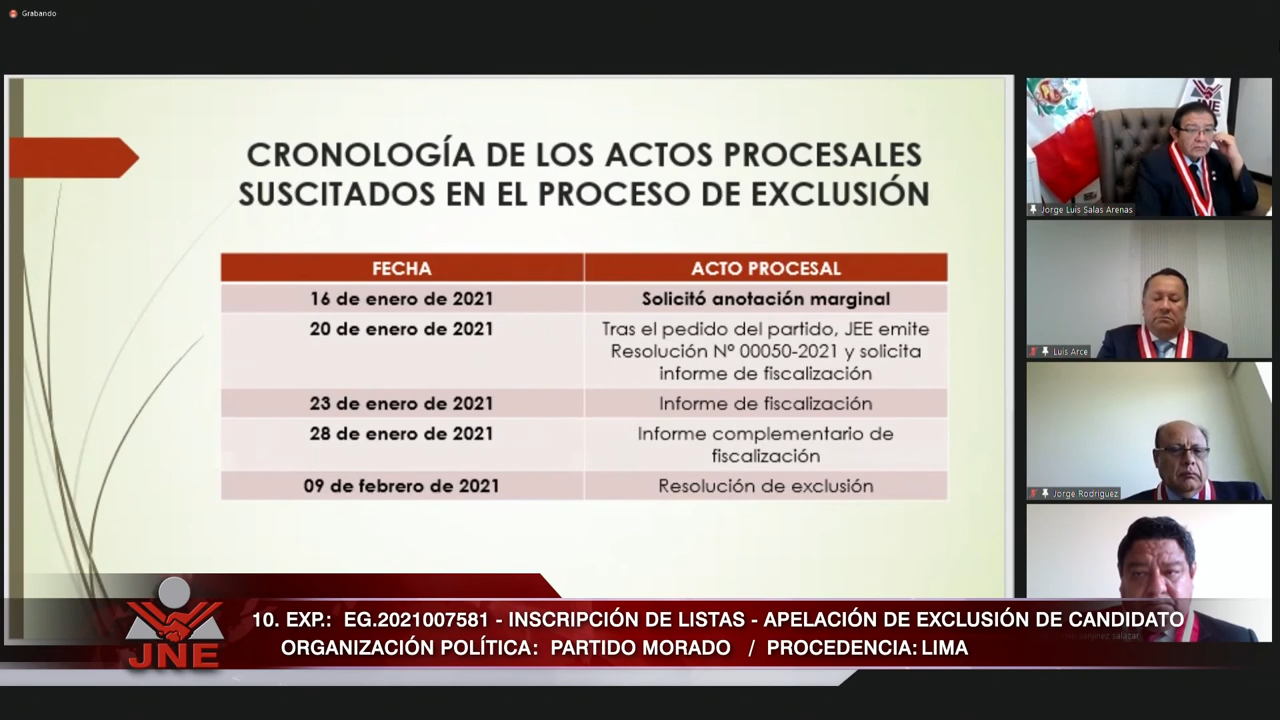 Grabando
CRONOLOGÍA DE LOS ACTOS PROCESALES
SUSCITADOS EN EL PROCESO DE EXCLUSIÓN
FECHA
ACTO PROCESAL
16 de enero de 2021
Solicitó anotación marginal
20 de enero de 2021
Tras el pedido del partido, JEE emite
Resolución Nº 00050-2021 y solicita
informe de fiscalización
23 de enero de 2021
Informe de fiscalización
28 de enero de 2021
Informe complementario de
fiscalización
09 de febrero de 2021
Resolución de exclusión
JNE
Jorge Luis Salas Arenas
Luis Arce
Jorge Rodriguez
JNE
10. EXP.: EG.2021007581 - INSCRIPCIÓN DE LISTAS - APELACIÓN DE EXCLUSIÓN DE CANDIDATO
ORGANIZACIÓN POLÍTICA: PARTIDO MORADO / PROCEDENCIA: LIMA